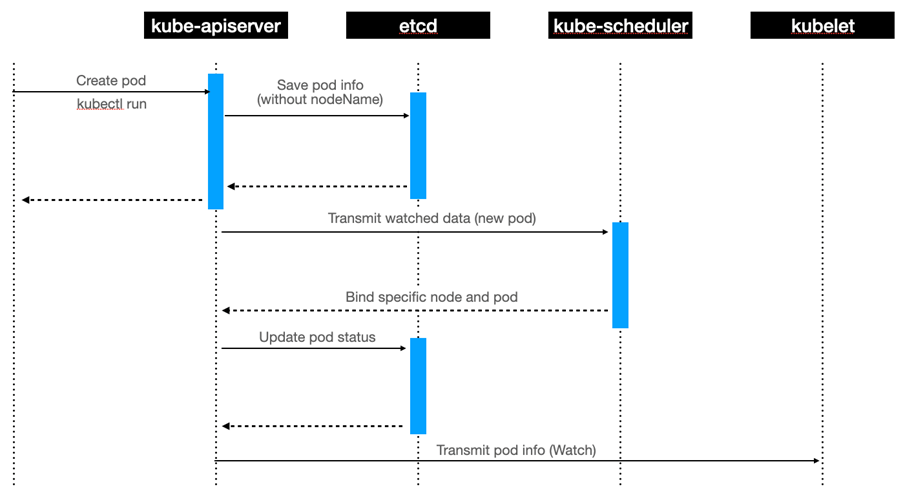 kube-apiserver
etcd
kube-scheduler
kubelet
Create pod
kubectl run
Save pod info
(without nodeName)
Transmit watched data (new pod)
Bind specific node and pod
Update pod status
Transmit pod info (Watch)